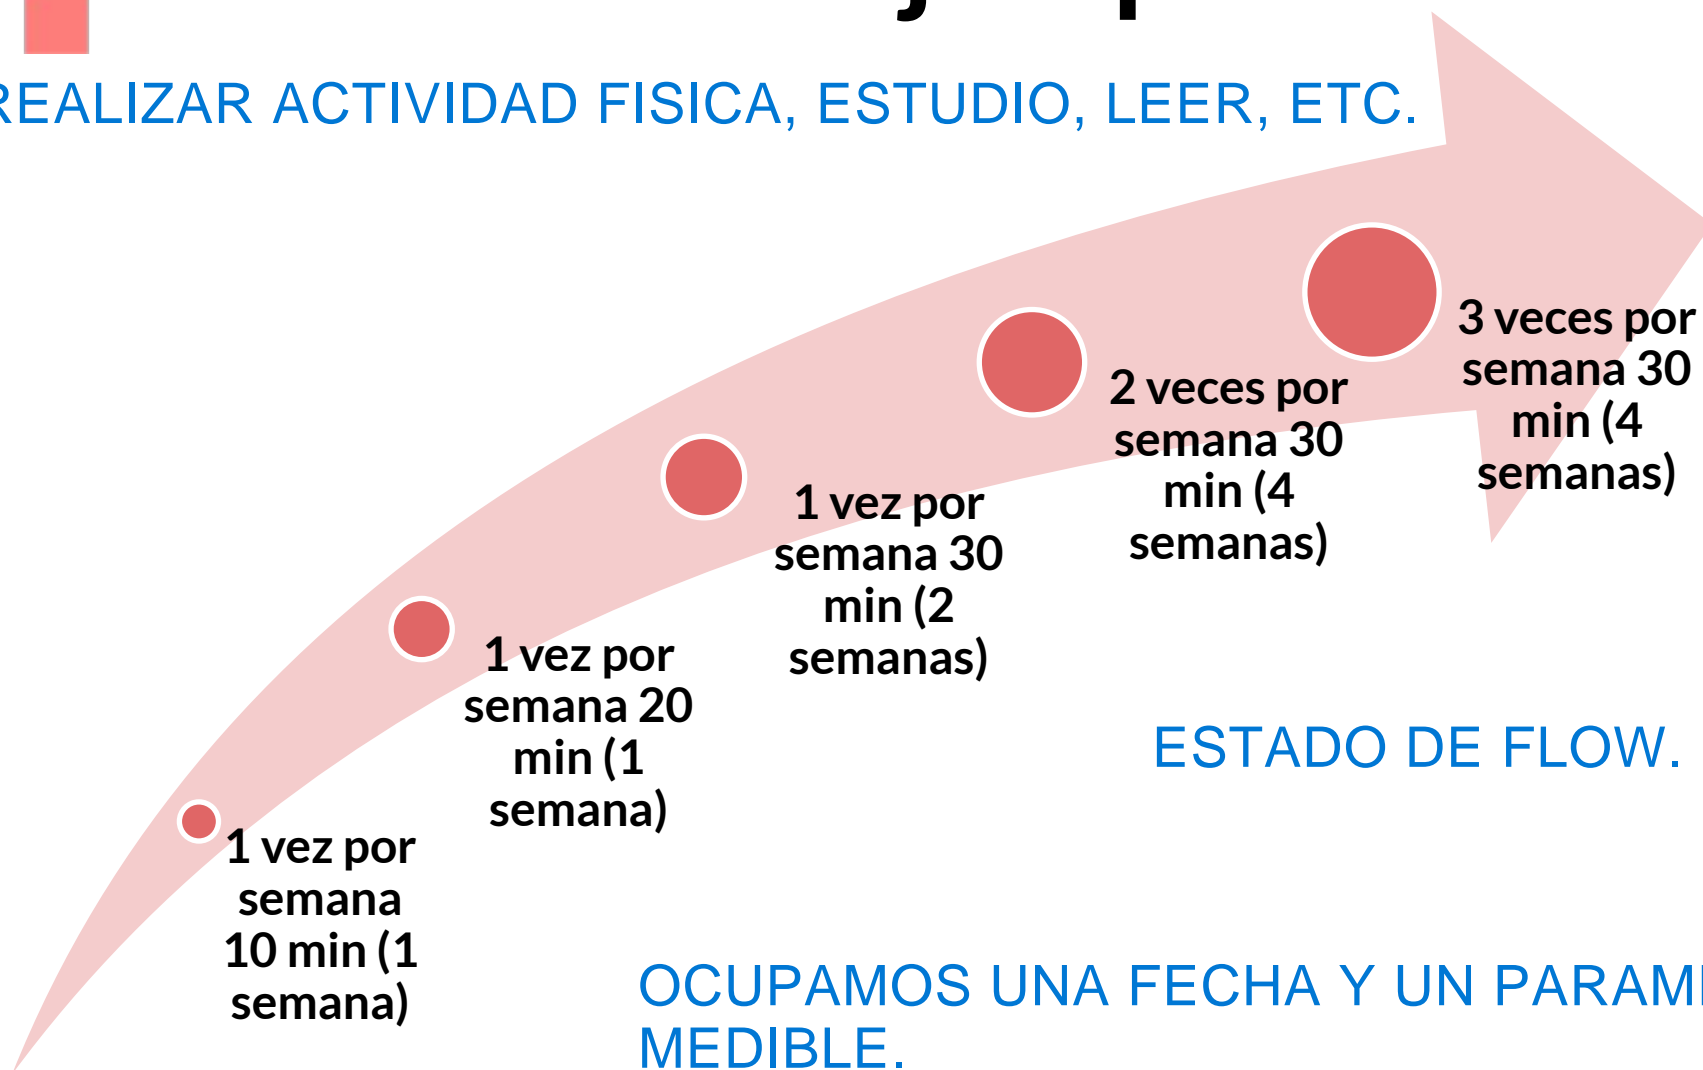 REALIZAR ACTIVIDAD FISICA, ESTUDIO, LEER, ETC.
3 veces por
semana 30
min (4
semanas)
2 veces por
semana 30
min (4
semanas)
1 vez por
semana 30
min (2
semanas)
1 vez por
semana 20
min (1
semana)
ESTADO DE FLOW.
1 vez por
semana
10 min (1
semana)
OCUPAMOS UNA FECHA Y UN
MEDIBLE.